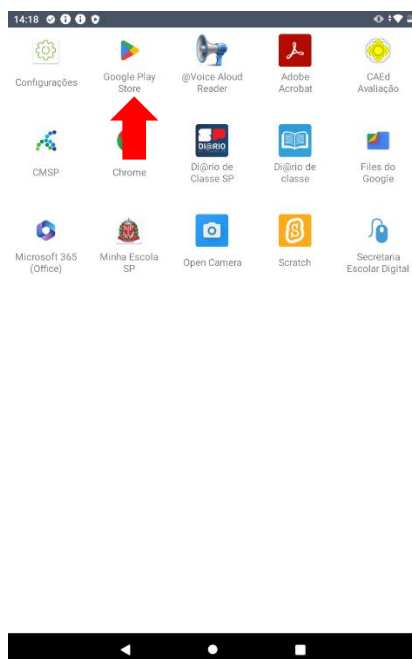 14:18
Configurações
Google Play
Store
@Voice Aloud
Reader
Adobe
Acrobat
CAEd
Avaliação
CMSP
Chrome
DI@RIO
Di@rio de
Classe SP
Di@rio de
classe
Files do
Google
Microsoft 365
(Office)
Minha Escola
SP
Open Camera
Scratch
Secretaria
Escolar Digital